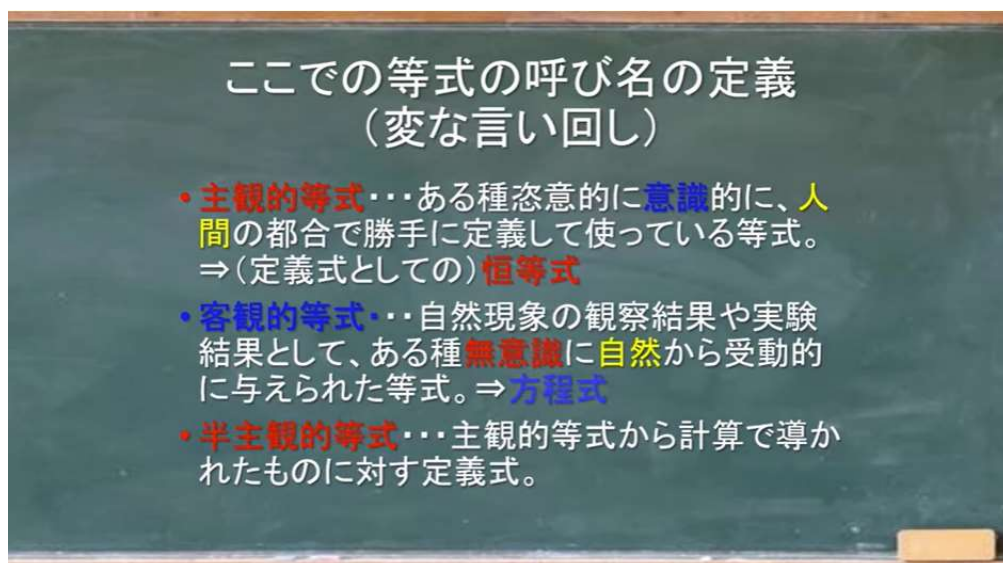 ここでの等式の呼び名の定義
(変な言い回し)
・主観的等式・・・ある種恣意的に意識的に、人
間の都合で勝手に定義して使っている等式。
⇒(定義式としての)恒等式
・客観的等式・・・自然現象の観察結果や実験
結果として、ある種無意識に自然から受動的
に与えられた等式。⇒方程式
・半主観的等式・・・主観的等式から計算で導か
れたものに対す定義式。